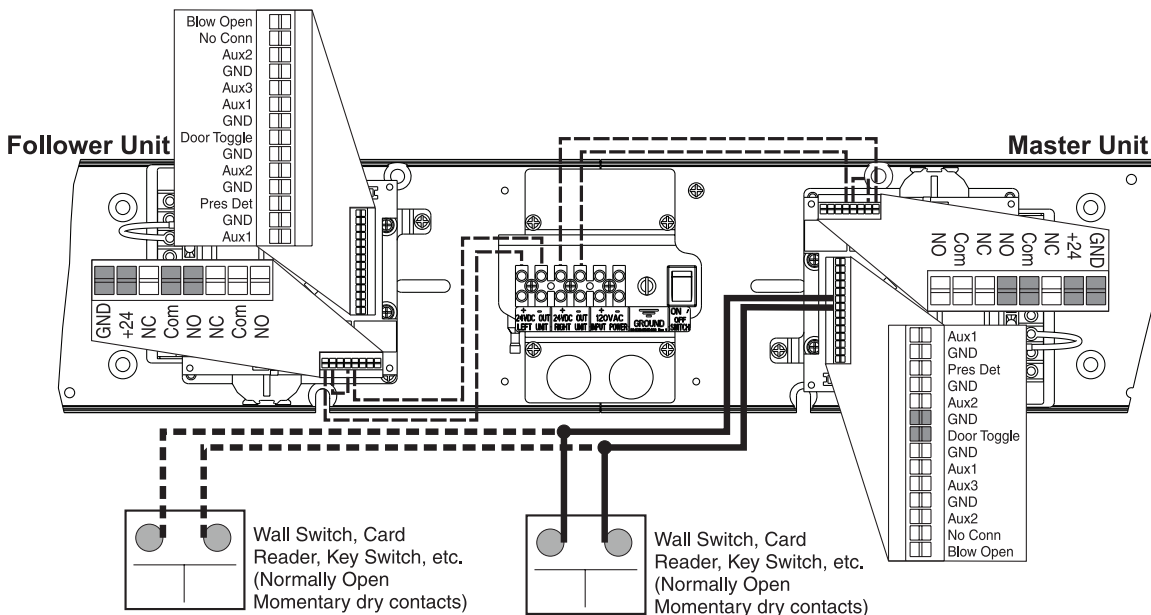 Blow Open
No Conn
Aux2
GND
Aux3
Aux1
GND
Door Toggle
GND
Aux2
GND
Pres Det
GND
Aux1
Follower Unit
Master Unit
GND
+24
NC
Com
NO
NC
Com
NO
+ - + - + -
24VDC OUT 24VDC OUT 120VAC
LEFT UNIT RIGHT UNIT INPUT POWER
GROUND
ON /
OFF
SWITCH
NO
Com
NC
NO
Com
NC
+24
GND
Aux1
GND
Pres Det
GND
Aux2
GND
Door Toggle
GND
Aux1
Aux3
GND
Aux2
No Conn
Blow Open
Wall Switch, Card
Reader, Key Switch, etc.
(Normally Open
Momentary dry contacts)
Wall Switch, Card
Reader, Key Switch, etc.
(Normally Open
Momentary dry contacts)